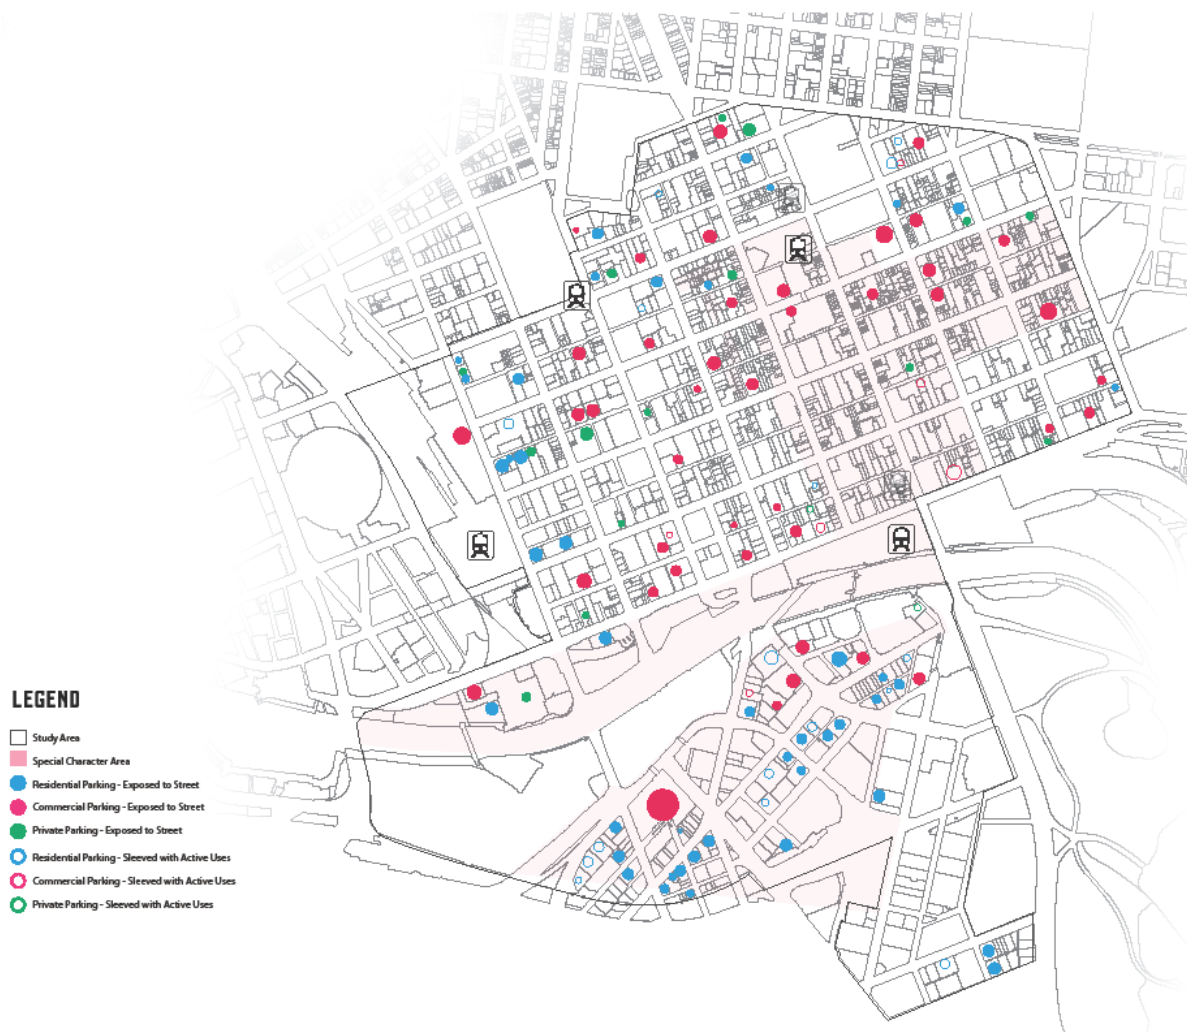 LEGEND
Study Area
Special Character Area
Residential Parking - Exposed to Street
Commercial Parking - Exposed to Street
Private Parking - Exposed to Street
Residential Parking - Sleeved with Active Uses
Commercial Parking - Sleeved with Active Uses
Private Parking - Sleeved with Active Uses